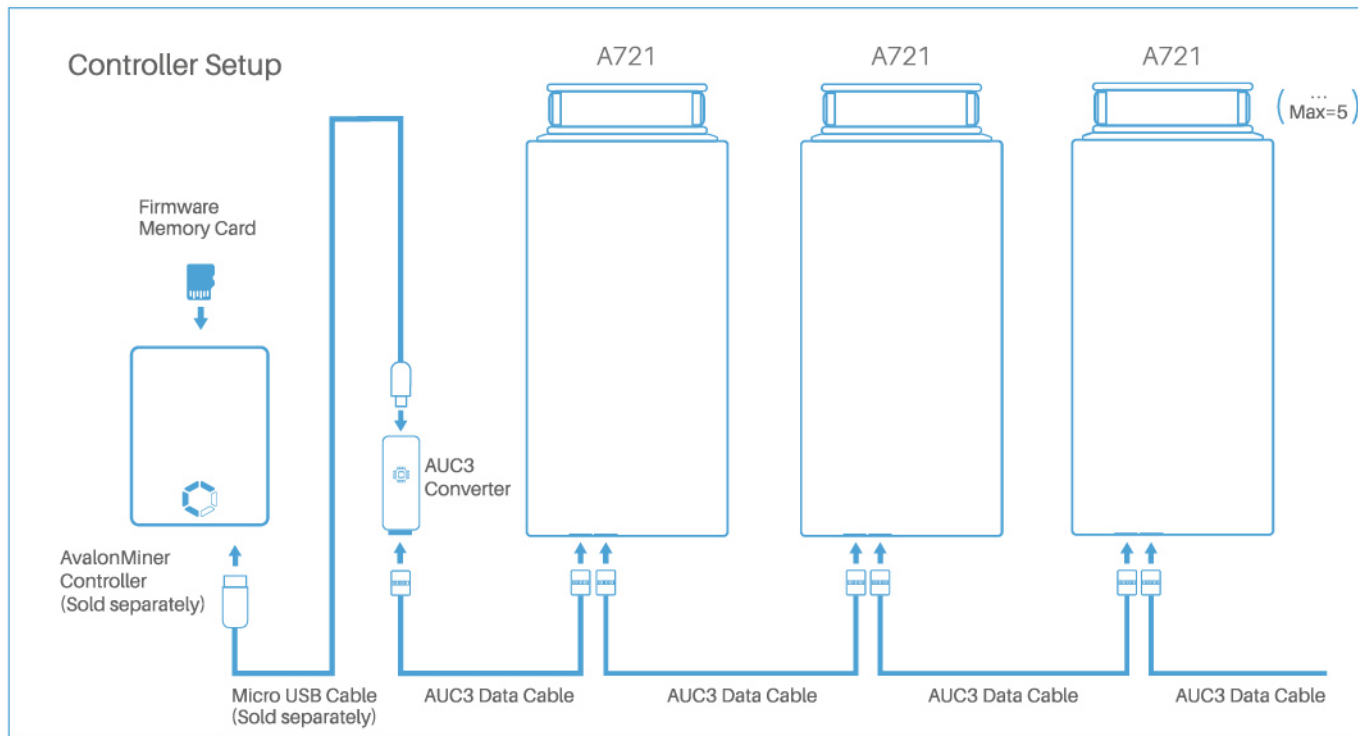 Controller Setup
A721
A721
A721
...
(Max=5)
Firmware
Memory Card
AUC3
Converter
AvalonMiner
Controller
(Sold separately)
Micro USB Cable
(Sold separately)
AUC3 Data Cable
AUC3 Data Cable
AUC3 Data Cable
AUC3 Data Cable